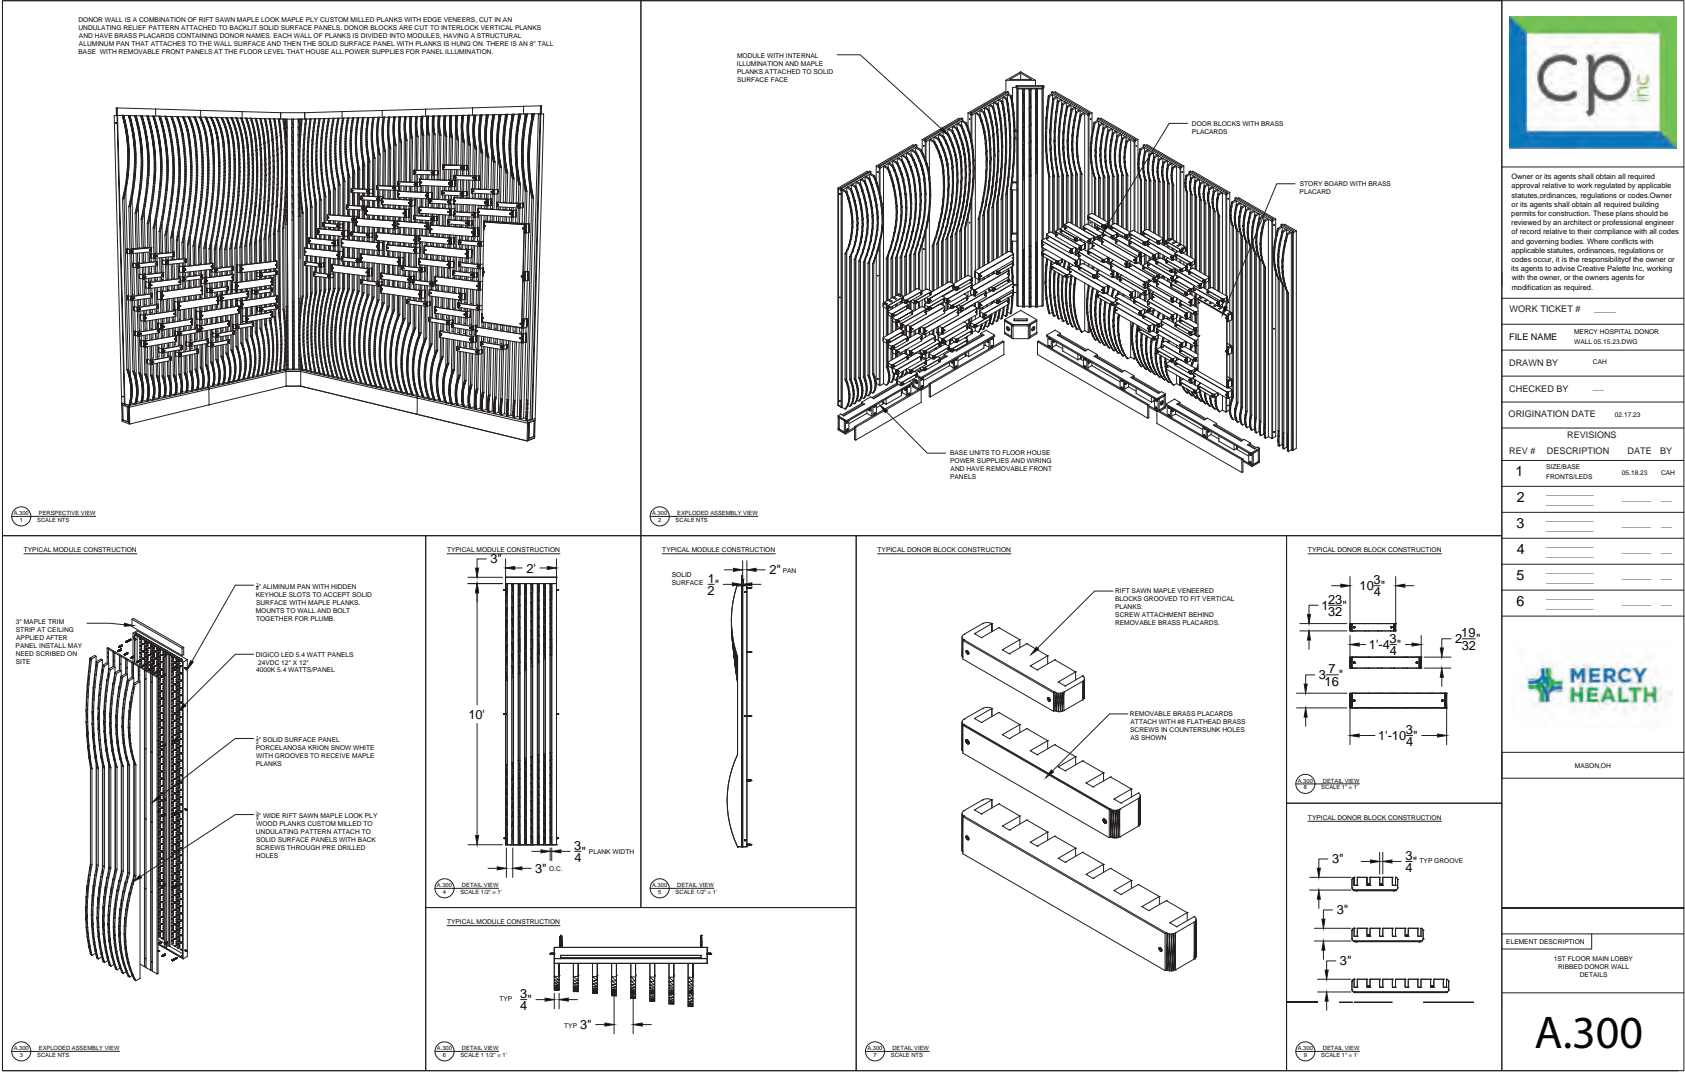 DONOR WALL IS A COMBINATION OF RIFT SAWN MAPLE LOOK MAPLE PLY CUSTOM MILLED PLANKS WITH EDGE VENEERS, CUT IN AN
UNDULATING RELIEF PATTERN ATTACHED TO BACKLIT SOLID SURFACE PANELS. DONOR BLOCKS ARE CUT TO INTERLOCK VERTICAL PLANKS
AND HAVE BRASS PLACARDS CONTAINING DONOR NAMES. EACH WALL OF PLANKS IS DIVIDED INTO MODULES, HAVING A STRUCTURAL
ALUMINUM PAN THAT ATTACHES TO THE WALL SURFACE AND THEN THE SOLID SURFACE PANEL WITH PLANKS IS HUNG ON. THERE IS AN 8" TALL
BASE WITH REMOVABLE FRONT PANELS AT THE FLOOR LEVEL THAT HOUSE ALL POWER SUPPLIES FOR PANEL ILLUMINATION.
A.300
1
PERSPECTIVE VIEW
SCALE NTS
MODULE WITH INTERNAL
ILLUMINATION AND MAPLE
PLANKS ATTACHED TO SOLID
SURFACE FACE
DOOR BLOCKS WITH BRASS
PLACARDS
STORY BOARD WITH BRASS
PLACARD
BASE UNITS TO FLOOR HOUSE
POWER SUPPLIES AND WIRING
AND HAVE REMOVABLE FRONT
PANELS
A.300
2
EXPLODED ASSEMBLY VIEW
SCALE NTS
TYPICAL MODULE CONSTRUCTION
3" MAPLE TRIM
STRIP AT CEILING
APPLIED AFTER
PANEL INSTALL MAY
NEED SCRIBED ON
SITE
ALIMINUM PAN WITH HIDDEN
KEYHOLE SLOTS TO ACCEPT SOLID
SURFACE WITH MAPLE PLANKS.
MOUNTS TO WALL AND BOLT
TOGETHER FOR PLUMB.
DIGICO LED 5.4 WATT PANELS
24VDC 12" X 12"
4000K 5.4 WATTS/PANEL
SOLID SURFACE PANEL
PORCELANOSA KRION SNOW WHITE
WITH GROOVES TO RECEIVE MAPLE
PLANKS
WIDE RIFT SAWN MAPLE LOOK PLY
WOOD PLANKS CUSTOM MILLED TO
UNDULATING PATTERN ATTACH TO
SOLID SURFACE PANELS WITH BACK
SCREWS THROUGH PRE DRILLED
HOLES
A.300
3
EXPLODED ASSEMBLY VIEW
SCALE NTS
TYPICAL MODULE CONSTRUCTION
3"
2'
10'
3/4" PLANK WIDTH
3" O.C.
A.300
4
DETAIL VIEW
SCALE 1/2" = 1'
TYPICAL MODULE CONSTRUCTION
SOLID
SURFACE 1/2"
2" PAN
A.300
5
DETAIL VIEW
SCALE 1/2" = 1'
TYPICAL MODULE CONSTRUCTION
TYP 3/4"
TYP 3"
A.300
6
DETAIL VIEW
SCALE 1 1/2" = 1'
TYPICAL DONOR BLOCK CONSTRUCTION
RIFT SAWN MAPLE VENEERED
BLOCKS GROOVED TO FIT VERTICAL
PLANKS.
SCREW ATTACHMENT BEHIND
REMOVABLE BRASS PLACARDS.
REMOVABLE BRASS PLACARDS
ATTACH WITH #8 FLATHEAD BRASS
SCREWS IN COUNTERSUNK HOLES
AS SHOWN
A.300
7
DETAIL VIEW
SCALE NTS
TYPICAL DONOR BLOCK CONSTRUCTION
10 3/4"
1 23/32"
1'-4 3/4"
2 19/32"
3 7/16"
1'-10 3/4"
A.300
8
DETAIL VIEW
SCALE 1" = 1'
TYPICAL DONOR BLOCK CONSTRUCTION
3"
3/4" TYP GROOVE
3"
3"
A.300
9
DETAIL VIEW
SCALE 1" = 1'
cp inc
Owner or its agents shall obtain all required
approval relative to work regulated by applicable
statutes,ordinances, regulations or codes.Owner
or its agents shall obtain all required building
permits for construction. These plans should be
reviewed by an architect or professional engineer
of record relative to their compliance with all codes
and governing bodies. Where conflicts with
applicable statutes, ordinances, regulations or
codes occur, it is the responsibilityof the owner or
its agents to advise Creative Palette Inc, working
with the owner, or the owners agents for
modification as required.
WORK TICKET #
FILE NAME MERCY HOSPITAL DONOR
WALL 05.15.23.DWG
DRAWN BY CAH
CHECKED BY
ORIGINATION DATE 02.17.23
REVISIONS
REV # DESCRIPTION DATE BY
1 SIZE/BASE
FRONTS/LEDS 05.18.23 CAH
2
3
4
5
6
MERCY
HEALTH
MASON,OH
ELEMENT DESCRIPTION
1ST FLOOR MAIN LOBBY
RIBBED DONOR WALL
DETAILS
A.300